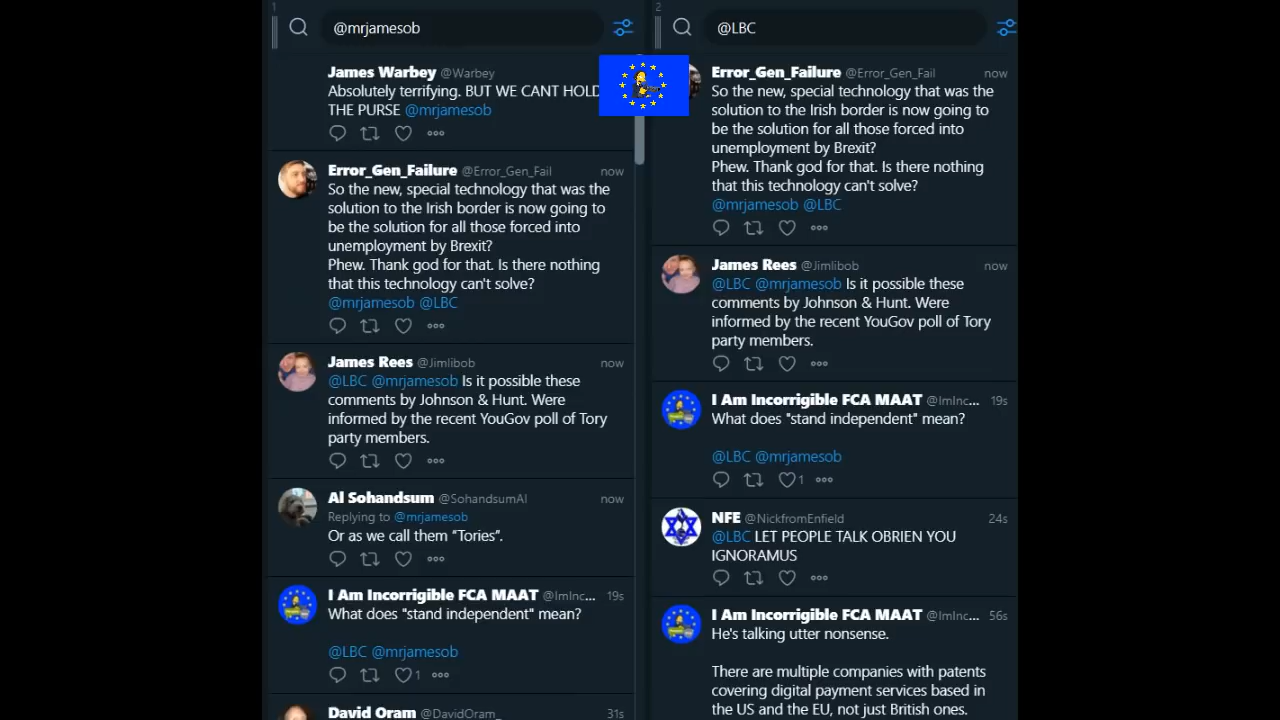 1
@mrjamesob
James Warbey @Warbey
Absolutely terrifying. BUT WE CANT HOLD
THE PURSE @mrjamesob
Error_Gen_Failure @Error_Gen_Fail now
So the new, special technology that was the
solution to the Irish border is now going to
be the solution for all those forced into
unemployment by Brexit?
Phew. Thank god for that. Is there nothing
that this technology can't solve?
@mrjamesob @LBC
James Rees @Jimlibob now
@LBC @mrjamesob Is it possible these
comments by Johnson & Hunt. Were
informed by the recent YouGov poll of Tory
party members.
Al Sohandsum @SohandsumAl now
Replying to @mrjamesob
Or as we call them “Tories”.
I Am Incorrigible FCA MAAT @ImInc... 19s
What does "stand independent" mean?
@LBC @mrjamesob
1
David Oram @DavidOram_ 31s
2
@LBC
Error_Gen_Failure @Error_Gen_Fail now
So the new, special technology that was the
solution to the Irish border is now going to
be the solution for all those forced into
unemployment by Brexit?
Phew. Thank god for that. Is there nothing
that this technology can't solve?
@mrjamesob @LBC
James Rees @Jimlibob now
@LBC @mrjamesob Is it possible these
comments by Johnson & Hunt. Were
informed by the recent YouGov poll of Tory
party members.
I Am Incorrigible FCA MAAT @ImInc... 19s
What does "stand independent" mean?
@LBC @mrjamesob
1
NFE @NickfromEnfield 24s
@LBC LET PEOPLE TALK OBRIEN YOU
IGNORAMUS
I Am Incorrigible FCA MAAT @ImInc... 56s
He's talking utter nonsense.
There are multiple companies with patents
covering digital payment services based in
the US and the EU, not just British ones.